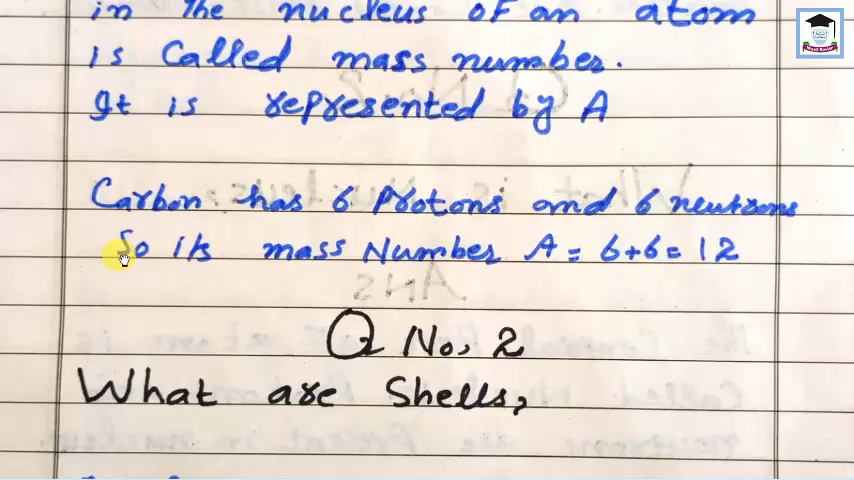 in the nucleus of an atom
is Called mass number.
It is represented by A
Carbon has 6 Protons and 6 neutrons
So its mass Number A = 6+6 = 12
Q No, 2
What are Shells,